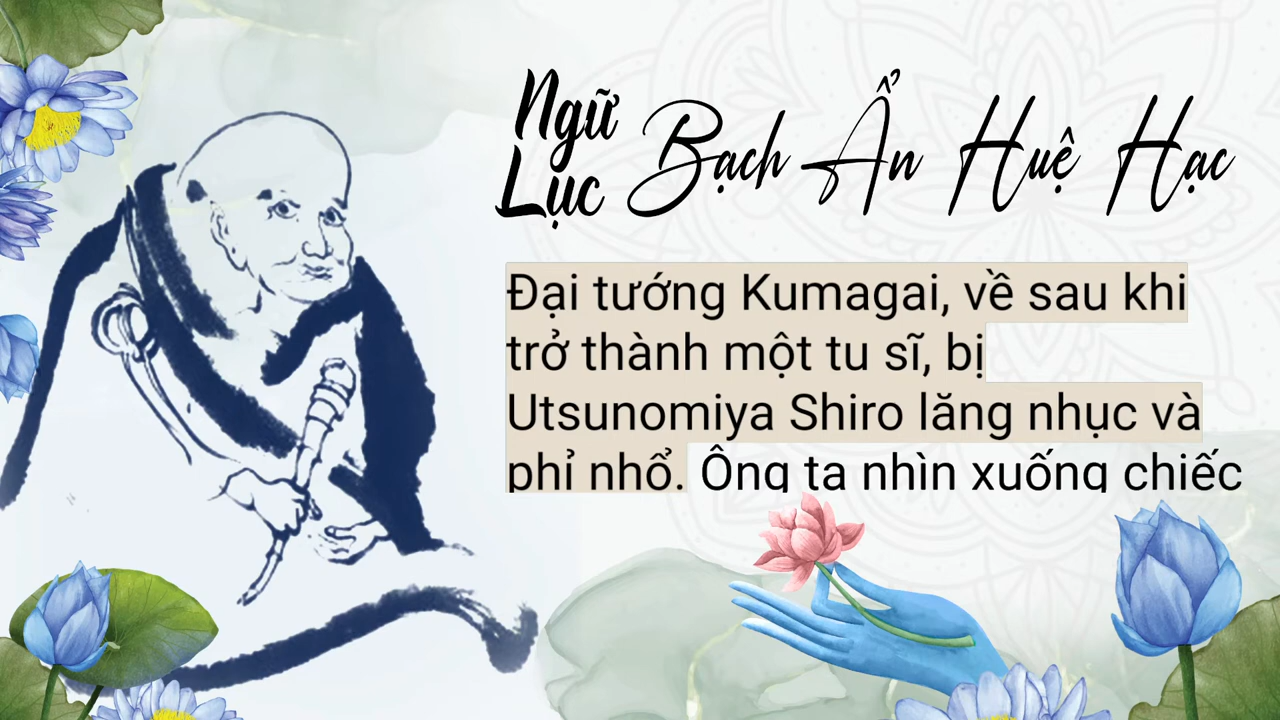 Ngữ
Lục
Bạch Ẩn Huệ Hạc
Đại tướng Kumagai, về sau khi
trở thành một tu sĩ, bị
Utsunomiya Shiro lăng nhục và
phỉ nhổ. Ông ta nhìn xuống chiếc